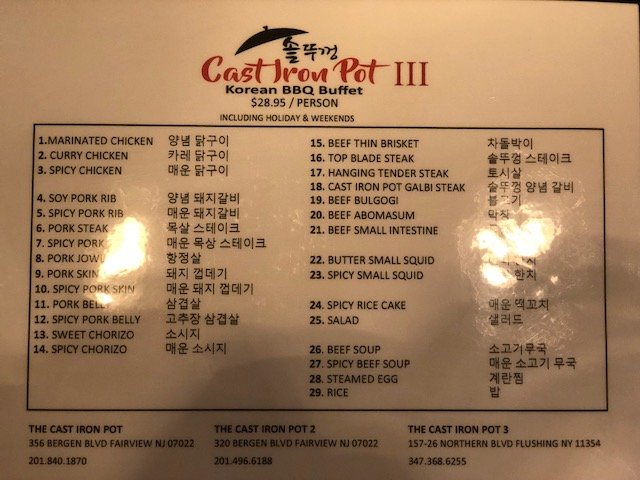 솥뚜껑
Cast Iron Pot III
Korean BBQ Buffet
$28.95 / PERSON
INCLUDING HOLIDAY & WEEKENDS
1.MARINATED CHICKEN 양념 닭구이
2. CURRY CHICKEN 카레 닭구이
3. SPICY CHICKEN 매운 닭구이
4. SOY PORK RIB 양념 돼지갈비
5. SPICY PORK RIB 매운 돼지갈비
6. PORK STEAK 목살 스테이크
7. SPICY PORK 매운 목상 스테이크
8. PORK JOWL 항정살
9. PORK SKIN 돼지 껍데기
10. SPICY PORK SKIN 매운 돼지 껍데기
11. PORK BELLY 삼겹살
12. SPICY PORK BELLY 고추장 삼겹살
13. SWEET CHORIZO 소시지
14. SPICY CHORIZO 매운 소시지
15. BEEF THIN BRISKET 차돌박이
16. TOP BLADE STEAK 솥뚜껑 스테이크
17. HANGING TENDER STEAK 토시살
18. CAST IRON POT GALBI STEAK 솥뚜껑 양념 갈비
19. BEEF BULGOGI 불고기
20. BEEF ABOMASUM 막창
21. BEEF SMALL INTESTINE
22. BUTTER SMALL SQUID
23. SPICY SMALL SQUID
24. SPICY RICE CAKE 매운 떡꼬치
25. SALAD 샐러드
26. BEEF SOUP 소고기무국
27. SPICY BEEF SOUP 매운 소고기 무국
28. STEAMED EGG 계란찜
29. RICE 밥
THE CAST IRON POT
356 BERGEN BLVD FAIRVIEW NJ 07022
201.840.1870
THE CAST IRON POT 2
320 BERGEN BLVD FAIRVIEW NJ 07022
201.496.6188
THE CAST IRON POT 3
157-26 NORTHERN BLVD FLUSHING NY 11354
347.368.6255